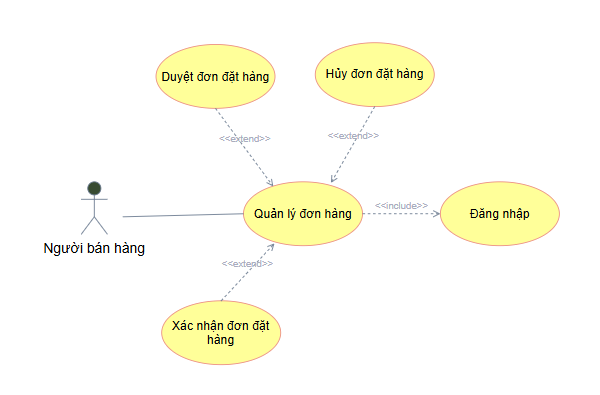 Duyệt đơn đặt hàng
Hủy đơn đặt hàng
<<extend>>
<<extend>>
Quản lý đơn hàng
<<include>>
Đăng nhập
Người bán hàng
<<extend>>
Xác nhận đơn đặt
hàng